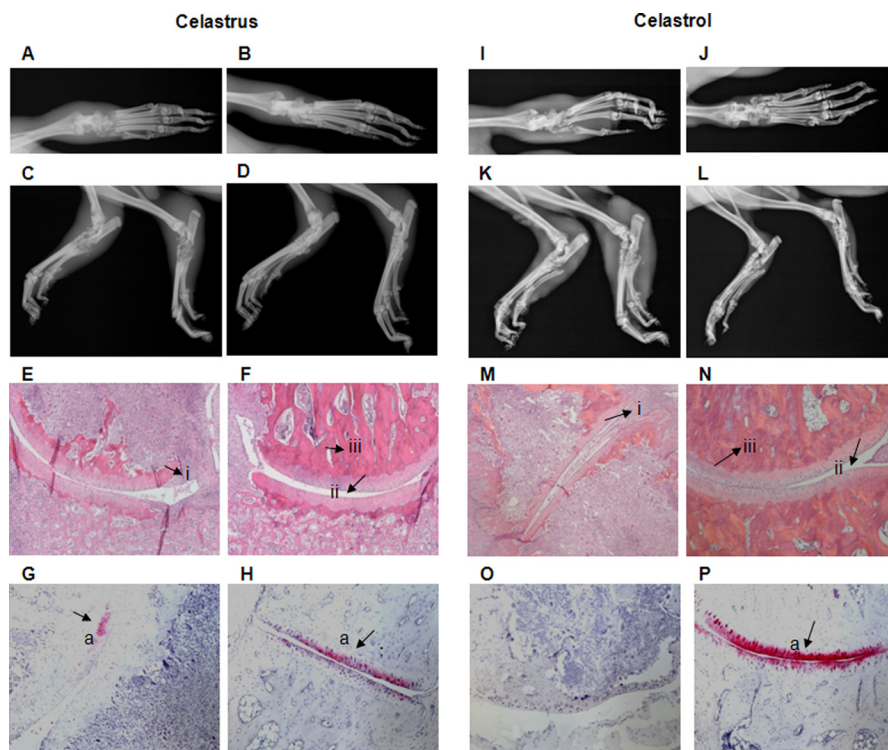 Celastrus Celastrol
A B I J
C D K L
E F M N
i iii i iii
ii ii
G H O P
a a a